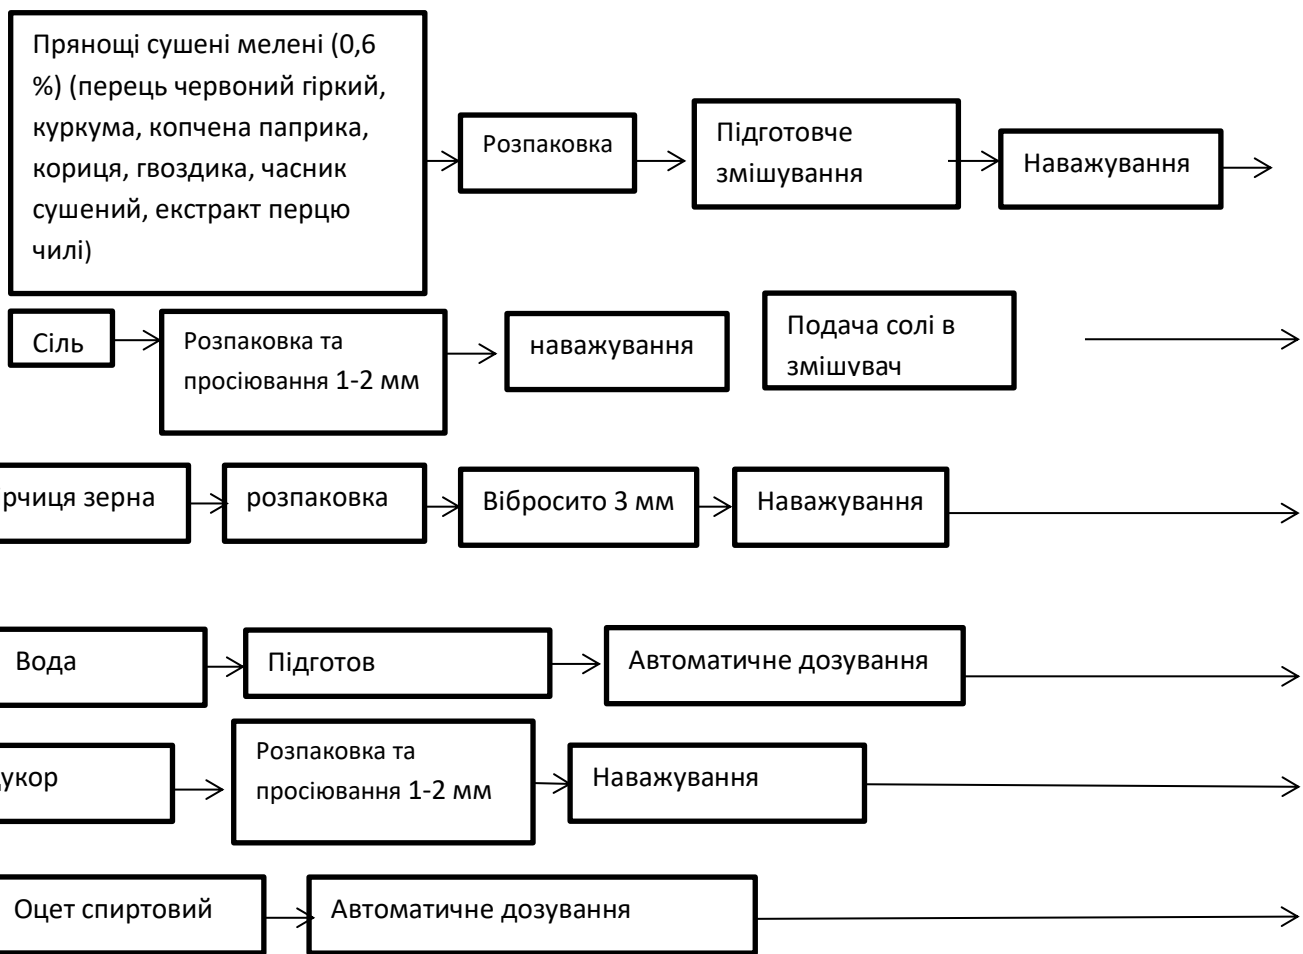 Прянощі сушені мелені (0,6
%) (перець червоний гіркий,
куркума, копчена паприка,
кориця, гвоздика, часник
сушений, екстракт перцю
чилі)
Розпаковка
Підготовче
змішування
Наважування
Сіль
Розпаковка та
просіювання 1-2 мм
наважування
Подача солі в
змішувач
рчиця зерна
розпаковка
Вібросито 3 мм
Наважування
Вода
Підготов
Автоматичне дозування
укор
Розпаковка та
просіювання 1-2 мм
Наважування
Оцет спиртовий
Автоматичне дозування